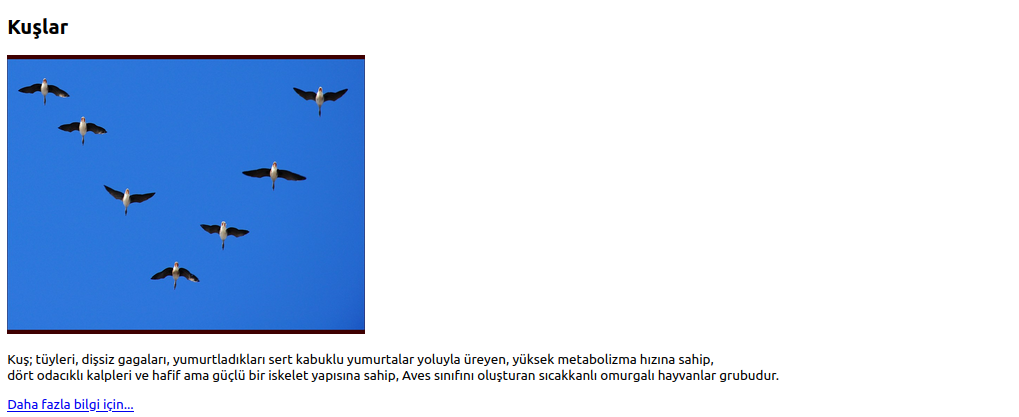 Kuşlar
Kuş; tüyleri, dişsiz gagaları, yumurtladıkları sert kabuklu yumurtalar yoluyla üreyen, yüksek metabolizma hızına sahip,
dört odacıklı kalpleri ve hafif ama güçlü bir iskelet yapısına sahip, Aves sınıfını oluşturan sıcakkanlı omurgalı hayvanlar grubudur.
Daha fazla bilgi için...